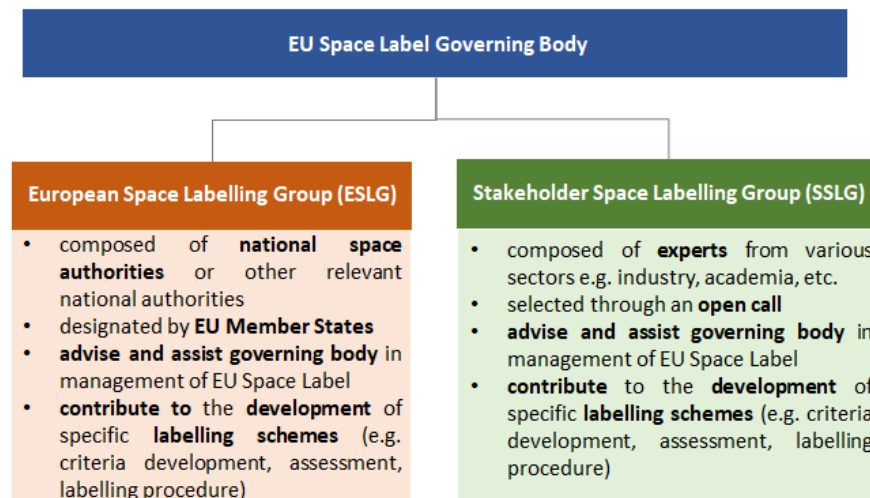 EU Space Label Governing Body
European Space Labelling Group (ESLG)
• composed of national space
authorities or other relevant
national authorities
• designated by EU Member States
• advise and assist governing body in
management of EU Space Label
• contribute to the development of
specific labelling schemes (e.g.
criteria development, assessment,
labelling procedure)
Stakeholder Space Labelling Group (SSLG)
• composed of experts from various
sectors e.g. industry, academia, etc.
• selected through an open call
• advise and assist governing body in
management of EU Space Label
• contribute to the development of
specific labelling schemes (e.g. criteria
development, assessment, labelling
procedure)